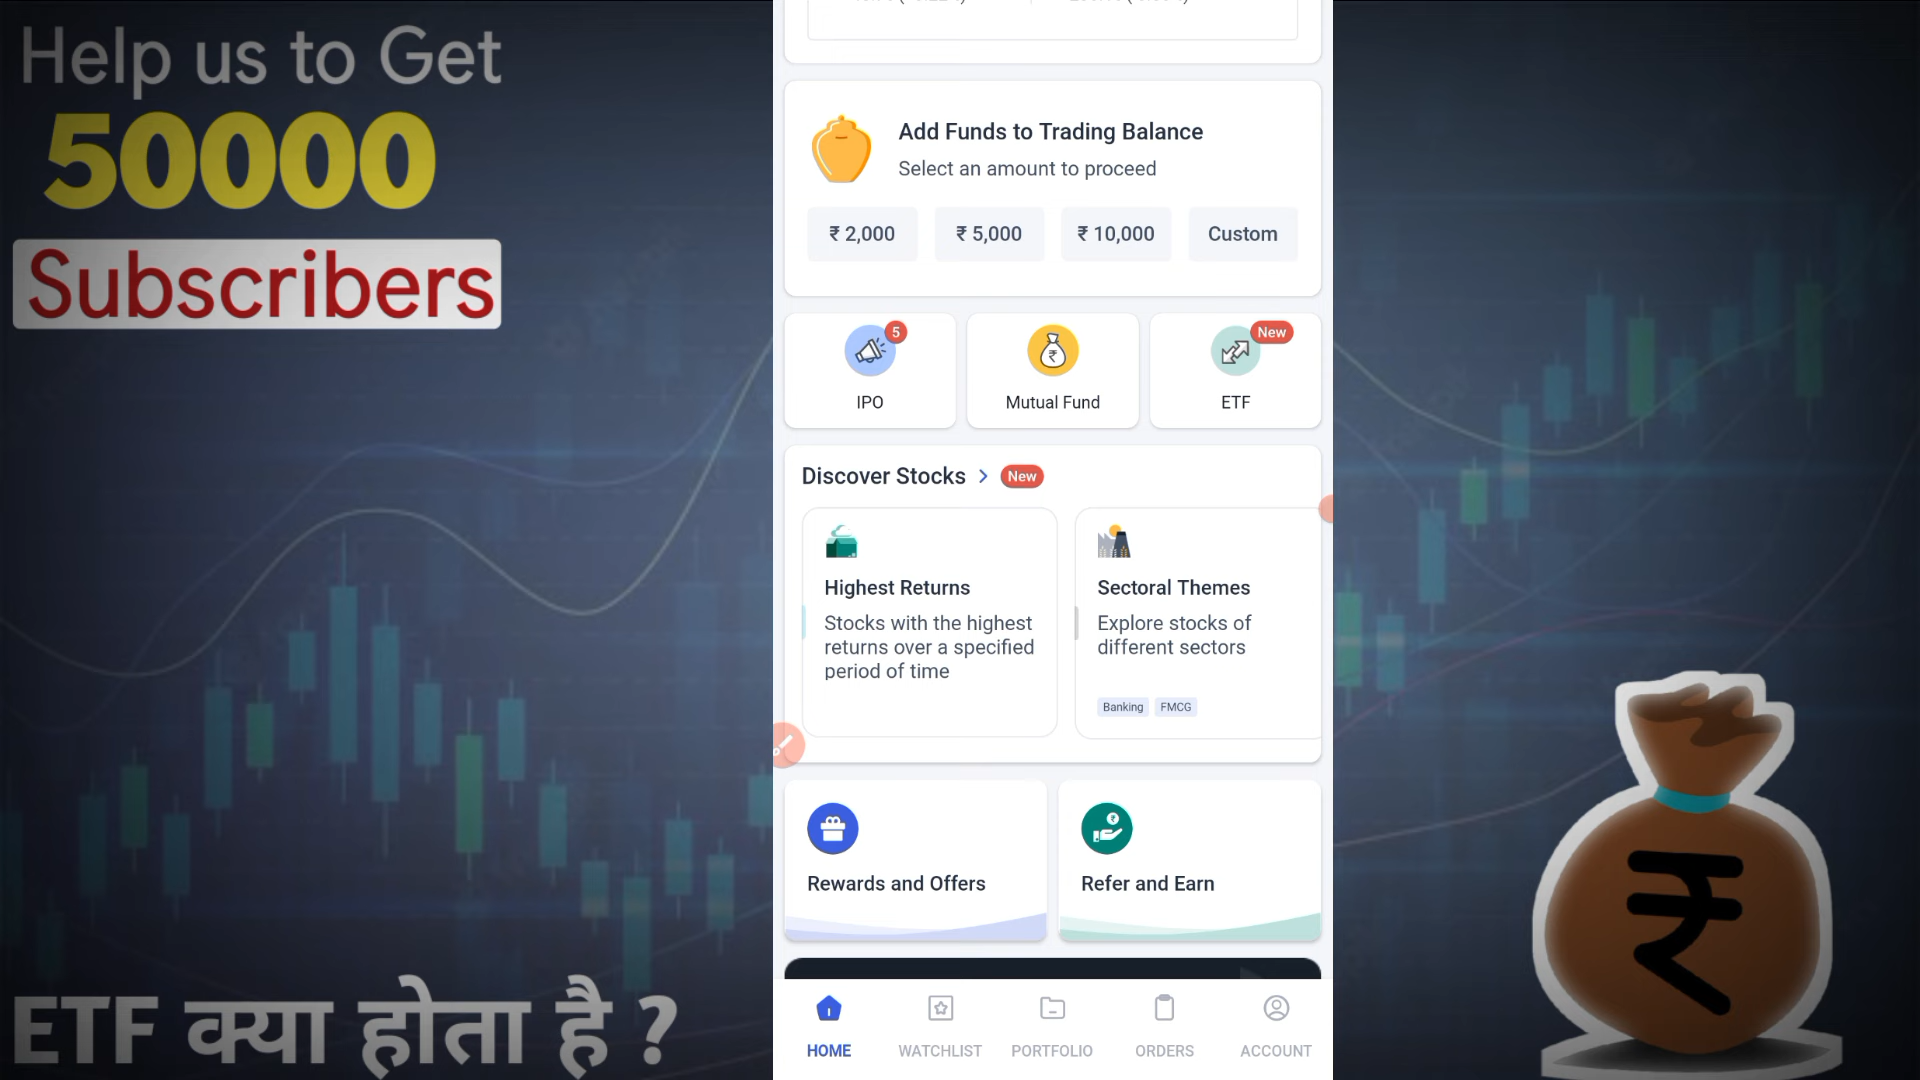 Help us to Get
50000
Subscribers
Add Funds to Trading Balance
Select an amount to proceed
₹ 2,000
₹ 5,000
₹ 10,000
Custom
5
New
IPO
Mutual Fund
ETF
Discover Stocks
New
Highest Returns
Stocks with the highest
returns over a specified
period of time
Sectoral Themes
Explore stocks of
different sectors
Banking
FMCG
Rewards and Offers
Refer and Earn
HOME
WATCHLIST
PORTFOLIO
ORDERS
ACCOUNT
ETF क्या होता है ?
₹